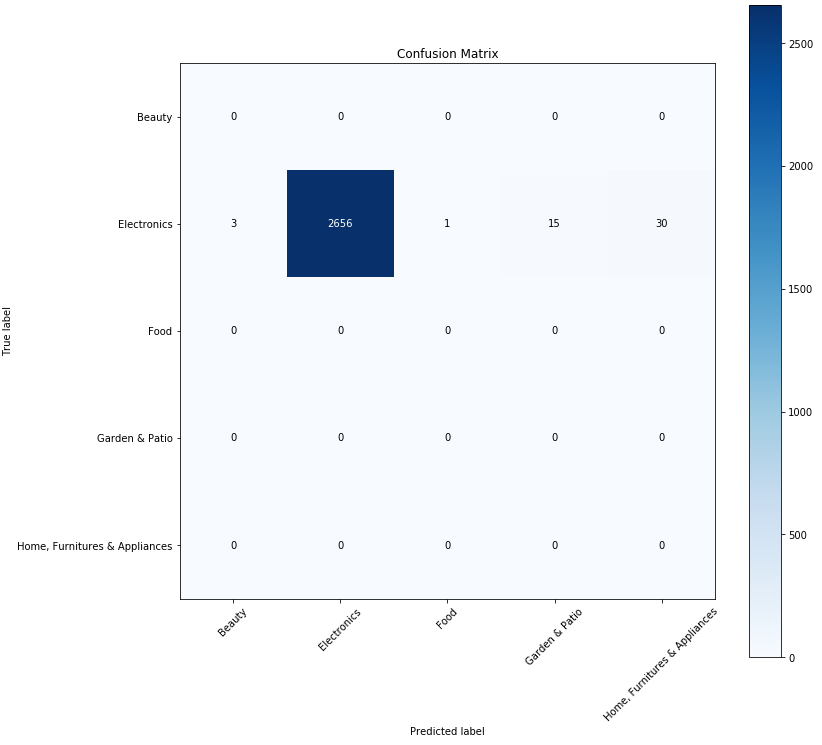 Confusion Matrix
Beauty 0 0 0 0 0
Electronics 3 2656 1 15 30
Food 0 0 0 0 0
Garden & Patio 0 0 0 0 0
Home, Furnitures & Appliances 0 0 0 0 0
True label
Beauty Electronics Food Garden & Patio Home, Furnitures & Appliances
Predicted label
2500
2000
1500
1000
500
0